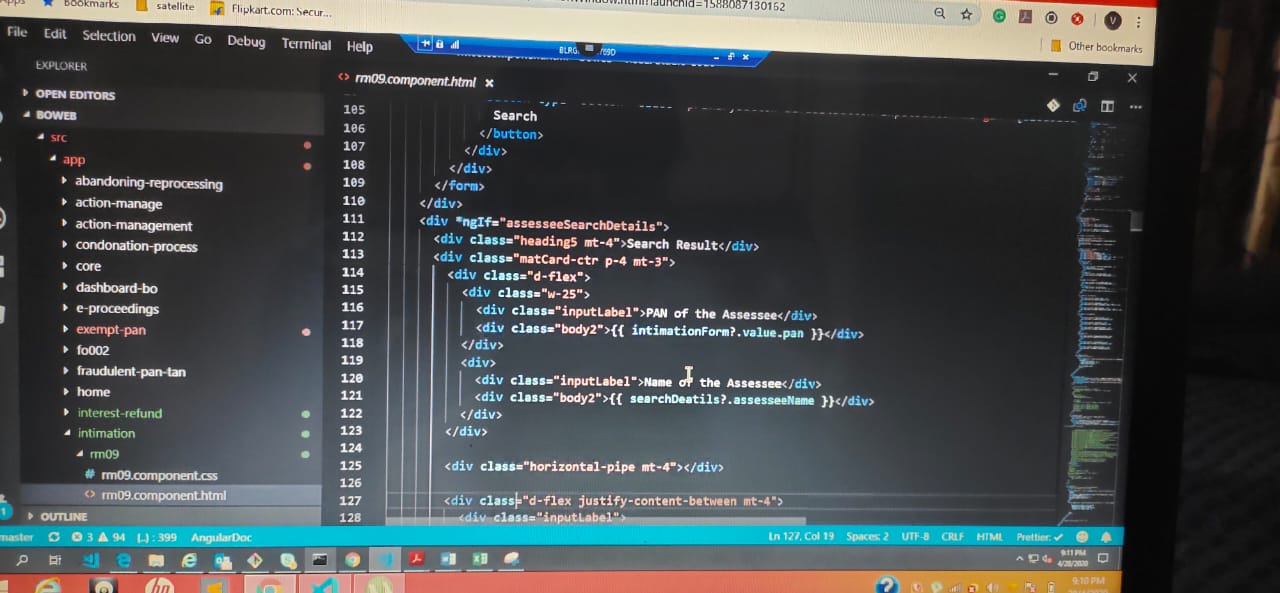 Bookmarks
satellite
Flipkart.com: Secur...
launchId=1588087130162
Other bookmarks
File Edit Selection View Go Debug Terminal Help
EXPLORER
OPEN EDITORS
BOWEB
src
app
abandoning-reprocessing
action-manage
action-management
condonation-process
core
dashboard-bo
e-proceedings
exempt-pan
fo002
fraudulent-pan-tan
home
interest-refund
intimation
rm09
# rm09.component.css
<> rm09.component.html
OUTLINE
<> rm09.component.html ×
105
106 Search
107 </button>
108 </div>
109 </div>
110 </form>
111 </div>
112 <div *ngIf="assesseeSearchDetails">
113 <div class="heading5 mt-4">Search Result</div>
114 <div class="matCard-ctr p-4 mt-3">
115 <div class="d-flex">
116 <div class="w-25">
117 <div class="inputLabel">PAN of the Assessee</div>
118 <div class="body2">{{ intimationForm?.value.pan }}</div>
119 </div>
120 <div>
121 <div class="inputLabel">Name of the Assessee</div>
122 <div class="body2">{{ searchDeatils?.assesseeName }}</div>
123 </div>
124 </div>
125
126 <div class="horizontal-pipe mt-4"></div>
127
128 <div class="d-flex justify-content-between mt-4">
<div class="inputLabel">
master 3 94 [..] : 399 AngularDoc
Ln 127, Col 19 Spaces: 2 UTF-8 CRLF HTML Prettier: ✓
9:11 PM
4/28/2020
9:10 PM